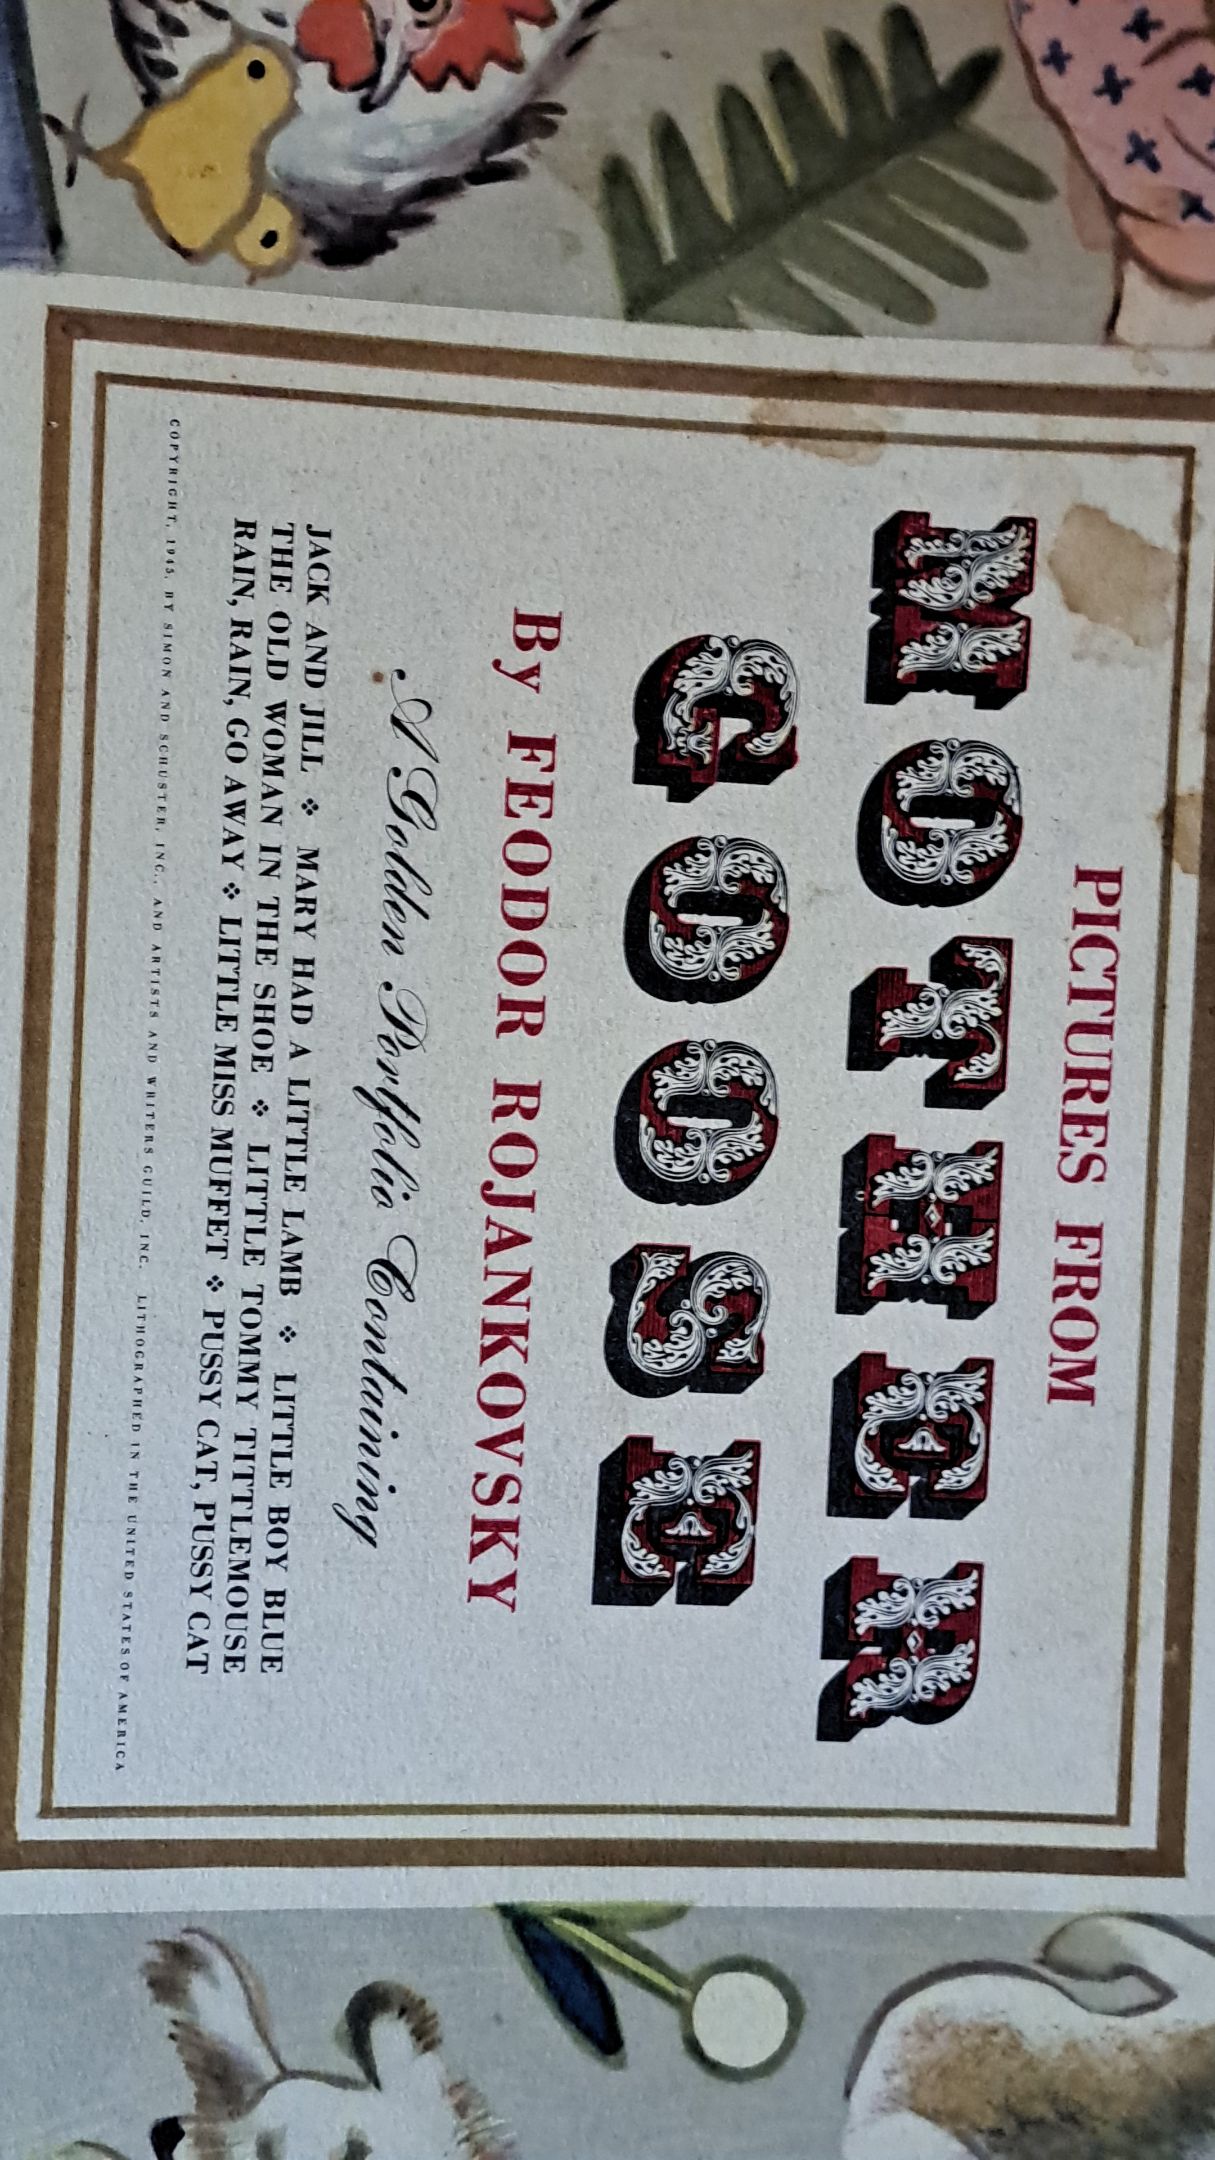 PICTURES FROM
MOTHER
GOOSE
By FEODOR ROJANKOVSKY
A Golden Portfolio Containing
JACK AND JILL ❖ MARY HAD A LITTLE LAMB ❖ LITTLE BOY BLUE
THE OLD WOMAN IN THE SHOE ❖ LITTLE TOMMY TITTLEMOUSE
RAIN, RAIN, GO AWAY ❖ LITTLE MISS MUFFET ❖ PUSSY CAT, PUSSY CAT
COPYRIGHT, 1945, BY SIMON AND SCHUSTER, INC., AND ARTISTS AND WRITERS GUILD, INC. LITHOGRAPHED IN THE UNITED STATES OF AMERICA